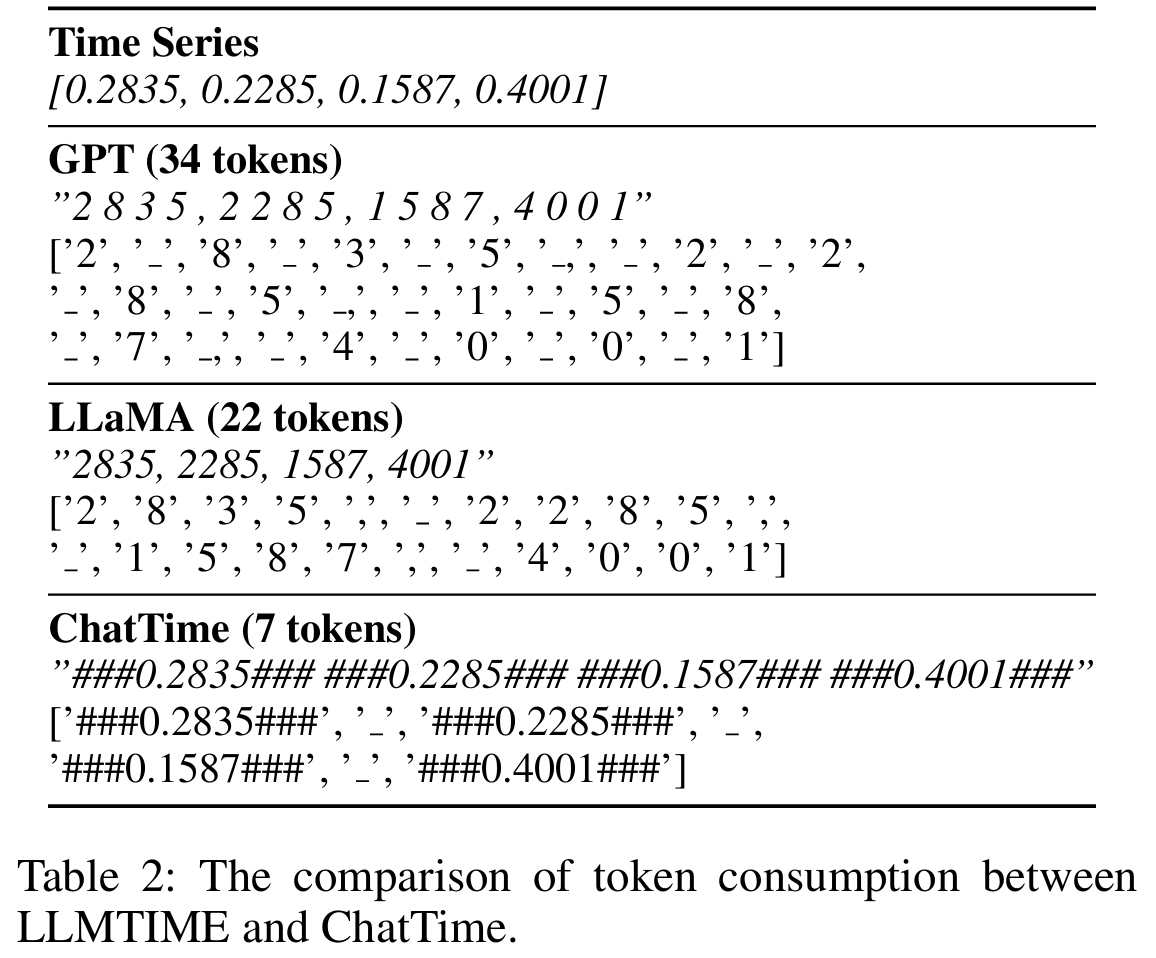 Time Series
[0.2835, 0.2285, 0.1587, 0.4001]
GPT (34 tokens)
”2 8 3 5 , 2 2 8 5 , 1 5 8 7 , 4 0 0 1”
[’2’, ’_’, ’8’, ’_’, ’3’, ’_’, ’5’, ’_,’, ’_’, ’2’, ’_’, ’2’,
’_’, ’8’, ’_’, ’5’, ’_,’, ’_’, ’1’, ’_’, ’5’, ’_’, ’8’,
’_’, ’7’, ’_,’, ’_’, ’4’, ’_’, ’0’, ’_’, ’0’, ’_’, ’1’]
LLaMA (22 tokens)
”2835, 2285, 1587, 4001”
[’2’, ’8’, ’3’, ’5’, ’,’, ’_’, ’2’, ’2’, ’8’, ’5’, ’,’,
’_’, ’1’, ’5’, ’8’, ’7’, ’,’, ’_’, ’4’, ’0’, ’0’, ’1’]
ChatTime (7 tokens)
”###0.2835### ###0.2285### ###0.1587### ###0.4001###”
[’###0.2835###’, ’_’, ’###0.2285###’, ’_’,
’###0.1587###’, ’_’, ’###0.4001###’]
Table 2: The comparison of token consumption between
LLMTIME and ChatTime.